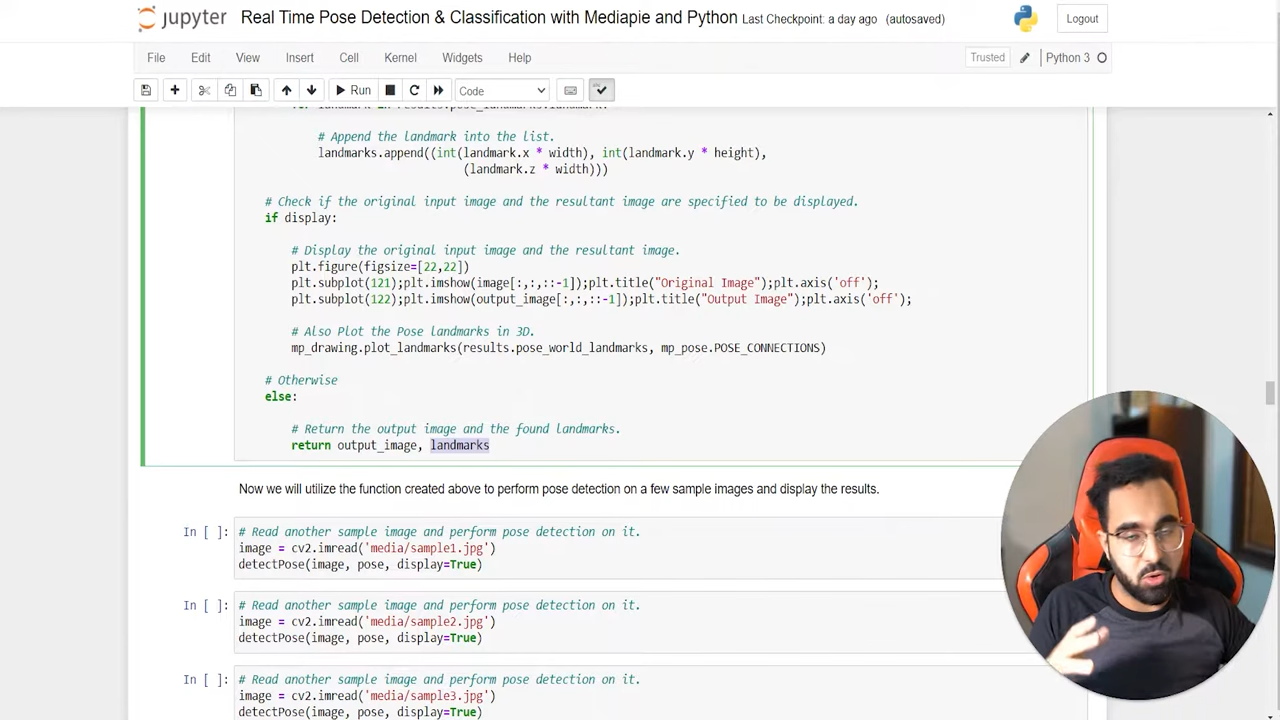 jupyter Real Time Pose Detection & Classification with Mediapie and Python Last Checkpoint: a day ago (autosaved) Logout
File Edit View Insert Cell Kernel Widgets Help Trusted Python 3
Run Code
# Append the landmark into the list.
landmarks.append((int(landmark.x * width), int(landmark.y * height),
(landmark.z * width)))
# Check if the original input image and the resultant image are specified to be displayed.
if display:
# Display the original input image and the resultant image.
plt.figure(figsize=[22,22])
plt.subplot(121);plt.imshow(image[:,:,::-1]);plt.title("Original Image");plt.axis('off');
plt.subplot(122);plt.imshow(output_image[:,:,::-1]);plt.title("Output Image");plt.axis('off');
# Also Plot the Pose landmarks in 3D.
mp_drawing.plot_landmarks(results.pose_world_landmarks, mp_pose.POSE_CONNECTIONS)
# Otherwise
else:
# Return the output image and the found landmarks.
return output_image, landmarks
Now we will utilize the function created above to perform pose detection on a few sample images and display the results.
In [ ]: # Read another sample image and perform pose detection on it.
image = cv2.imread('media/sample1.jpg')
detectPose(image, pose, display=True)
In [ ]: # Read another sample image and perform pose detection on it.
image = cv2.imread('media/sample2.jpg')
detectPose(image, pose, display=True)
In [ ]: # Read another sample image and perform pose detection on it.
image = cv2.imread('media/sample3.jpg')
detectPose(image, pose, display=True)